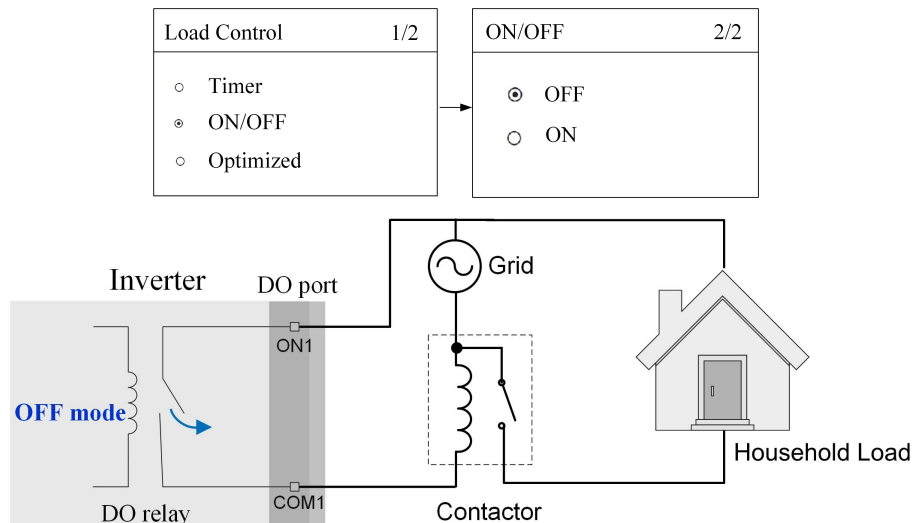 Load Control 1/2
Timer
ON/OFF
Optimized
ON/OFF 2/2
OFF
ON
Grid
Inverter
DO port
ON1
OFF mode
Household Load
COM1
DO relay
Contactor